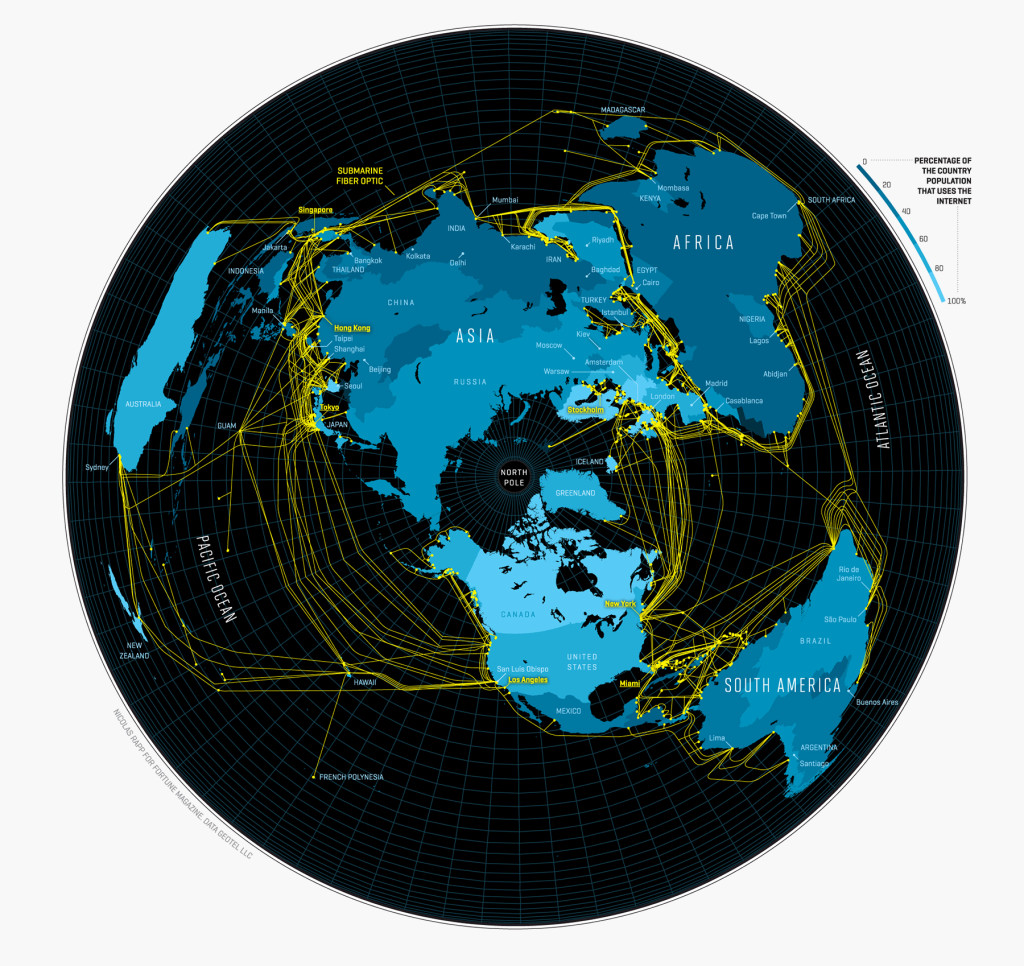 MADAGASCAR
0
PERCENTAGE OF
THE COUNTRY
POPULATION
THAT USES THE
INTERNET
20
40
60
80
100%
SUBMARINE
FIBER OPTIC
Singapore
Mumbai
Mombasa
KENYA
SOUTH AFRICA
Cape Town
INDIA
Jakarta
Karachi
Riyadh
AFRICA
INDONESIA
Bangkok
THAILAND
Kolkata
Delhi
IRAN
Baghdad
EGYPT
Cairo
CHINA
TURKEY
Istanbul
Manila
NIGERIA
Lagos
Hong Kong
Taipei
Shanghai
ASIA
Kiev
Moscow
Beijing
Amsterdam
Warsaw
Abidjan
ATLANTIC OCEAN
Seoul
RUSSIA
Madrid
London
Casablanca
AUSTRALIA
Tokyo
JAPAN
Stockholm
GUAM
Sydney
ICELAND
NORTH
POLE
GREENLAND
PACIFIC OCEAN
Rio de
Janeiro
New York
CANADA
São Paulo
NEW
ZEALAND
BRAZIL
UNITED
STATES
San Luis Obispo
Los Angeles
HAWAII
Miami
SOUTH AMERICA
Buenos Aires
MEXICO
Lima
ARGENTINA
Santiago
FRENCH POLYNESIA
NICOLAS RAPP FOR FORTUNE MAGAZINE. DATA GEOTEL LLC